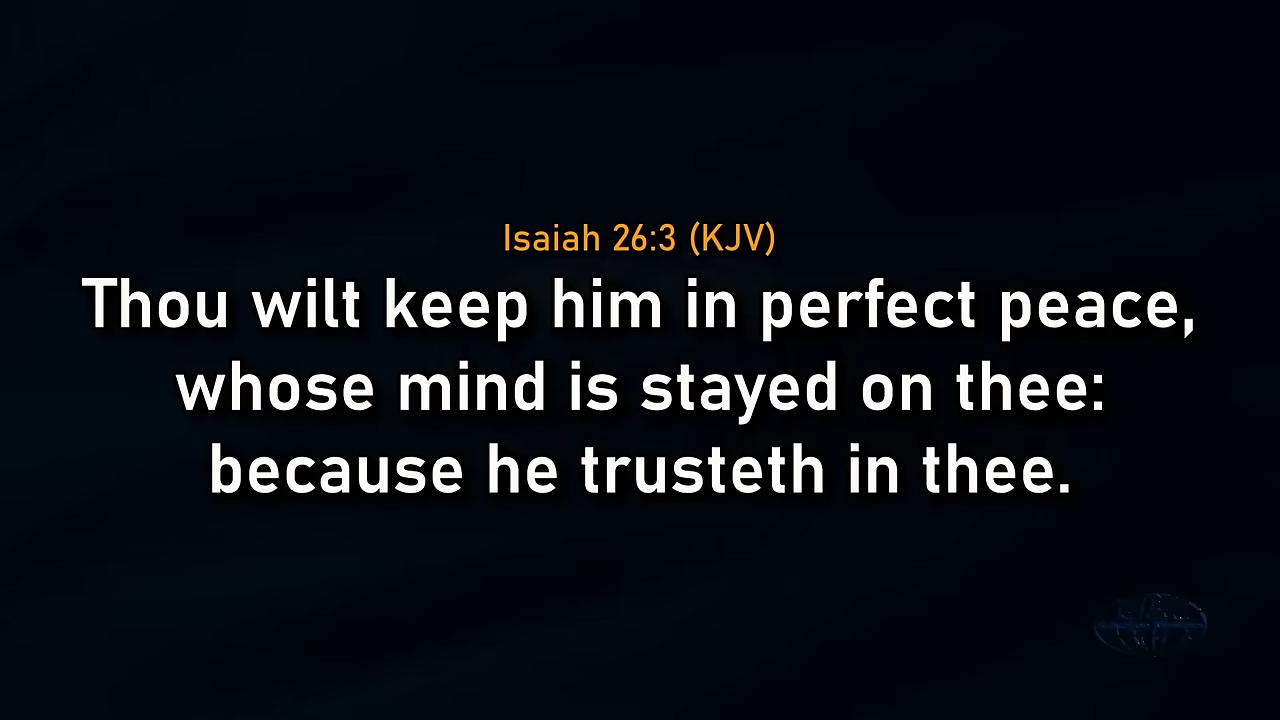 Isaiah 26:3 (KJV)
Thou wilt keep him in perfect peace,
whose mind is stayed on thee:
because he trusteth in thee.